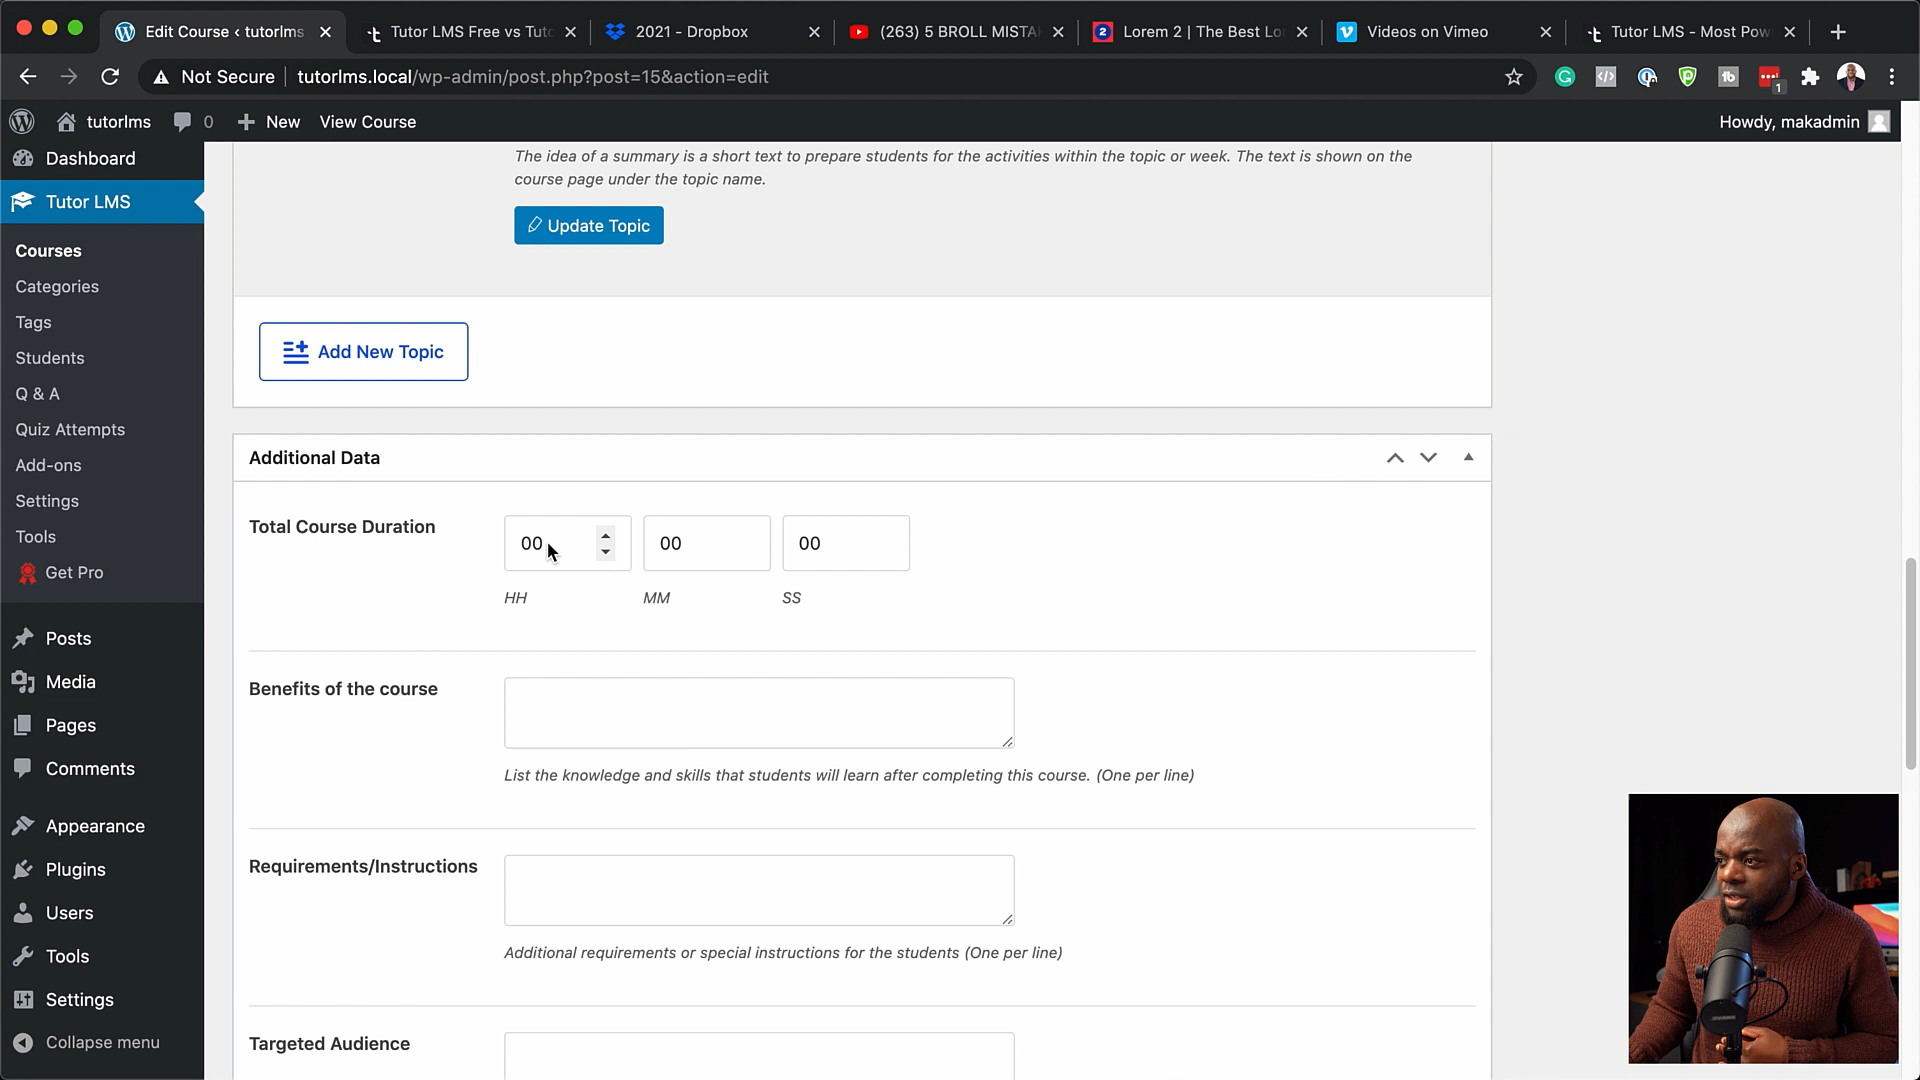 Edit Course ‹ tutorlms
Tutor LMS Free vs Tuto
2021 - Dropbox
(263) 5 BROLL MISTA
Lorem 2 | The Best Lo
Videos on Vimeo
Tutor LMS - Most Pow
Not Secure
tutorlms.local/wp-admin/post.php?post=15&action=edit
1
tutorlms
0
New
View Course
Howdy, makadmin
Dashboard
Tutor LMS
Courses
Categories
Tags
Students
Q & A
Quiz Attempts
Add-ons
Settings
Tools
Get Pro
Posts
Media
Pages
Comments
Appearance
Plugins
Users
Tools
Settings
Collapse menu
The idea of a summary is a short text to prepare students for the activities within the topic or week. The text is shown on the
course page under the topic name.
Update Topic
Add New Topic
Additional Data
Total Course Duration
00
00
00
HH
MM
SS
Benefits of the course
List the knowledge and skills that students will learn after completing this course. (One per line)
Requirements/Instructions
Additional requirements or special instructions for the students (One per line)
Targeted Audience